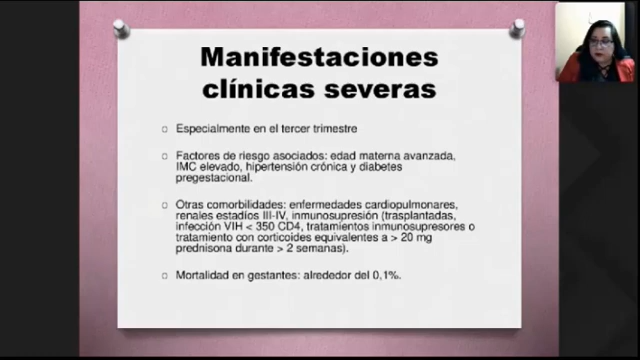 Manifestaciones
clínicas severas
Especialmente en el tercer trimestre
Factores de riesgo asociados: edad materna avanzada,
IMC elevado, hipertensión crónica y diabetes
pregestacional.
Otras comorbilidades: enfermedades cardiopulmonares,
renales estadíos III-IV, inmunosupresión (trasplantadas,
infección VIH < 350 CD4, tratamientos inmunosupresores o
tratamiento con corticoides equivalentes a > 20 mg
prednisona durante > 2 semanas).
Mortalidad en gestantes: alrededor del 0,1%.